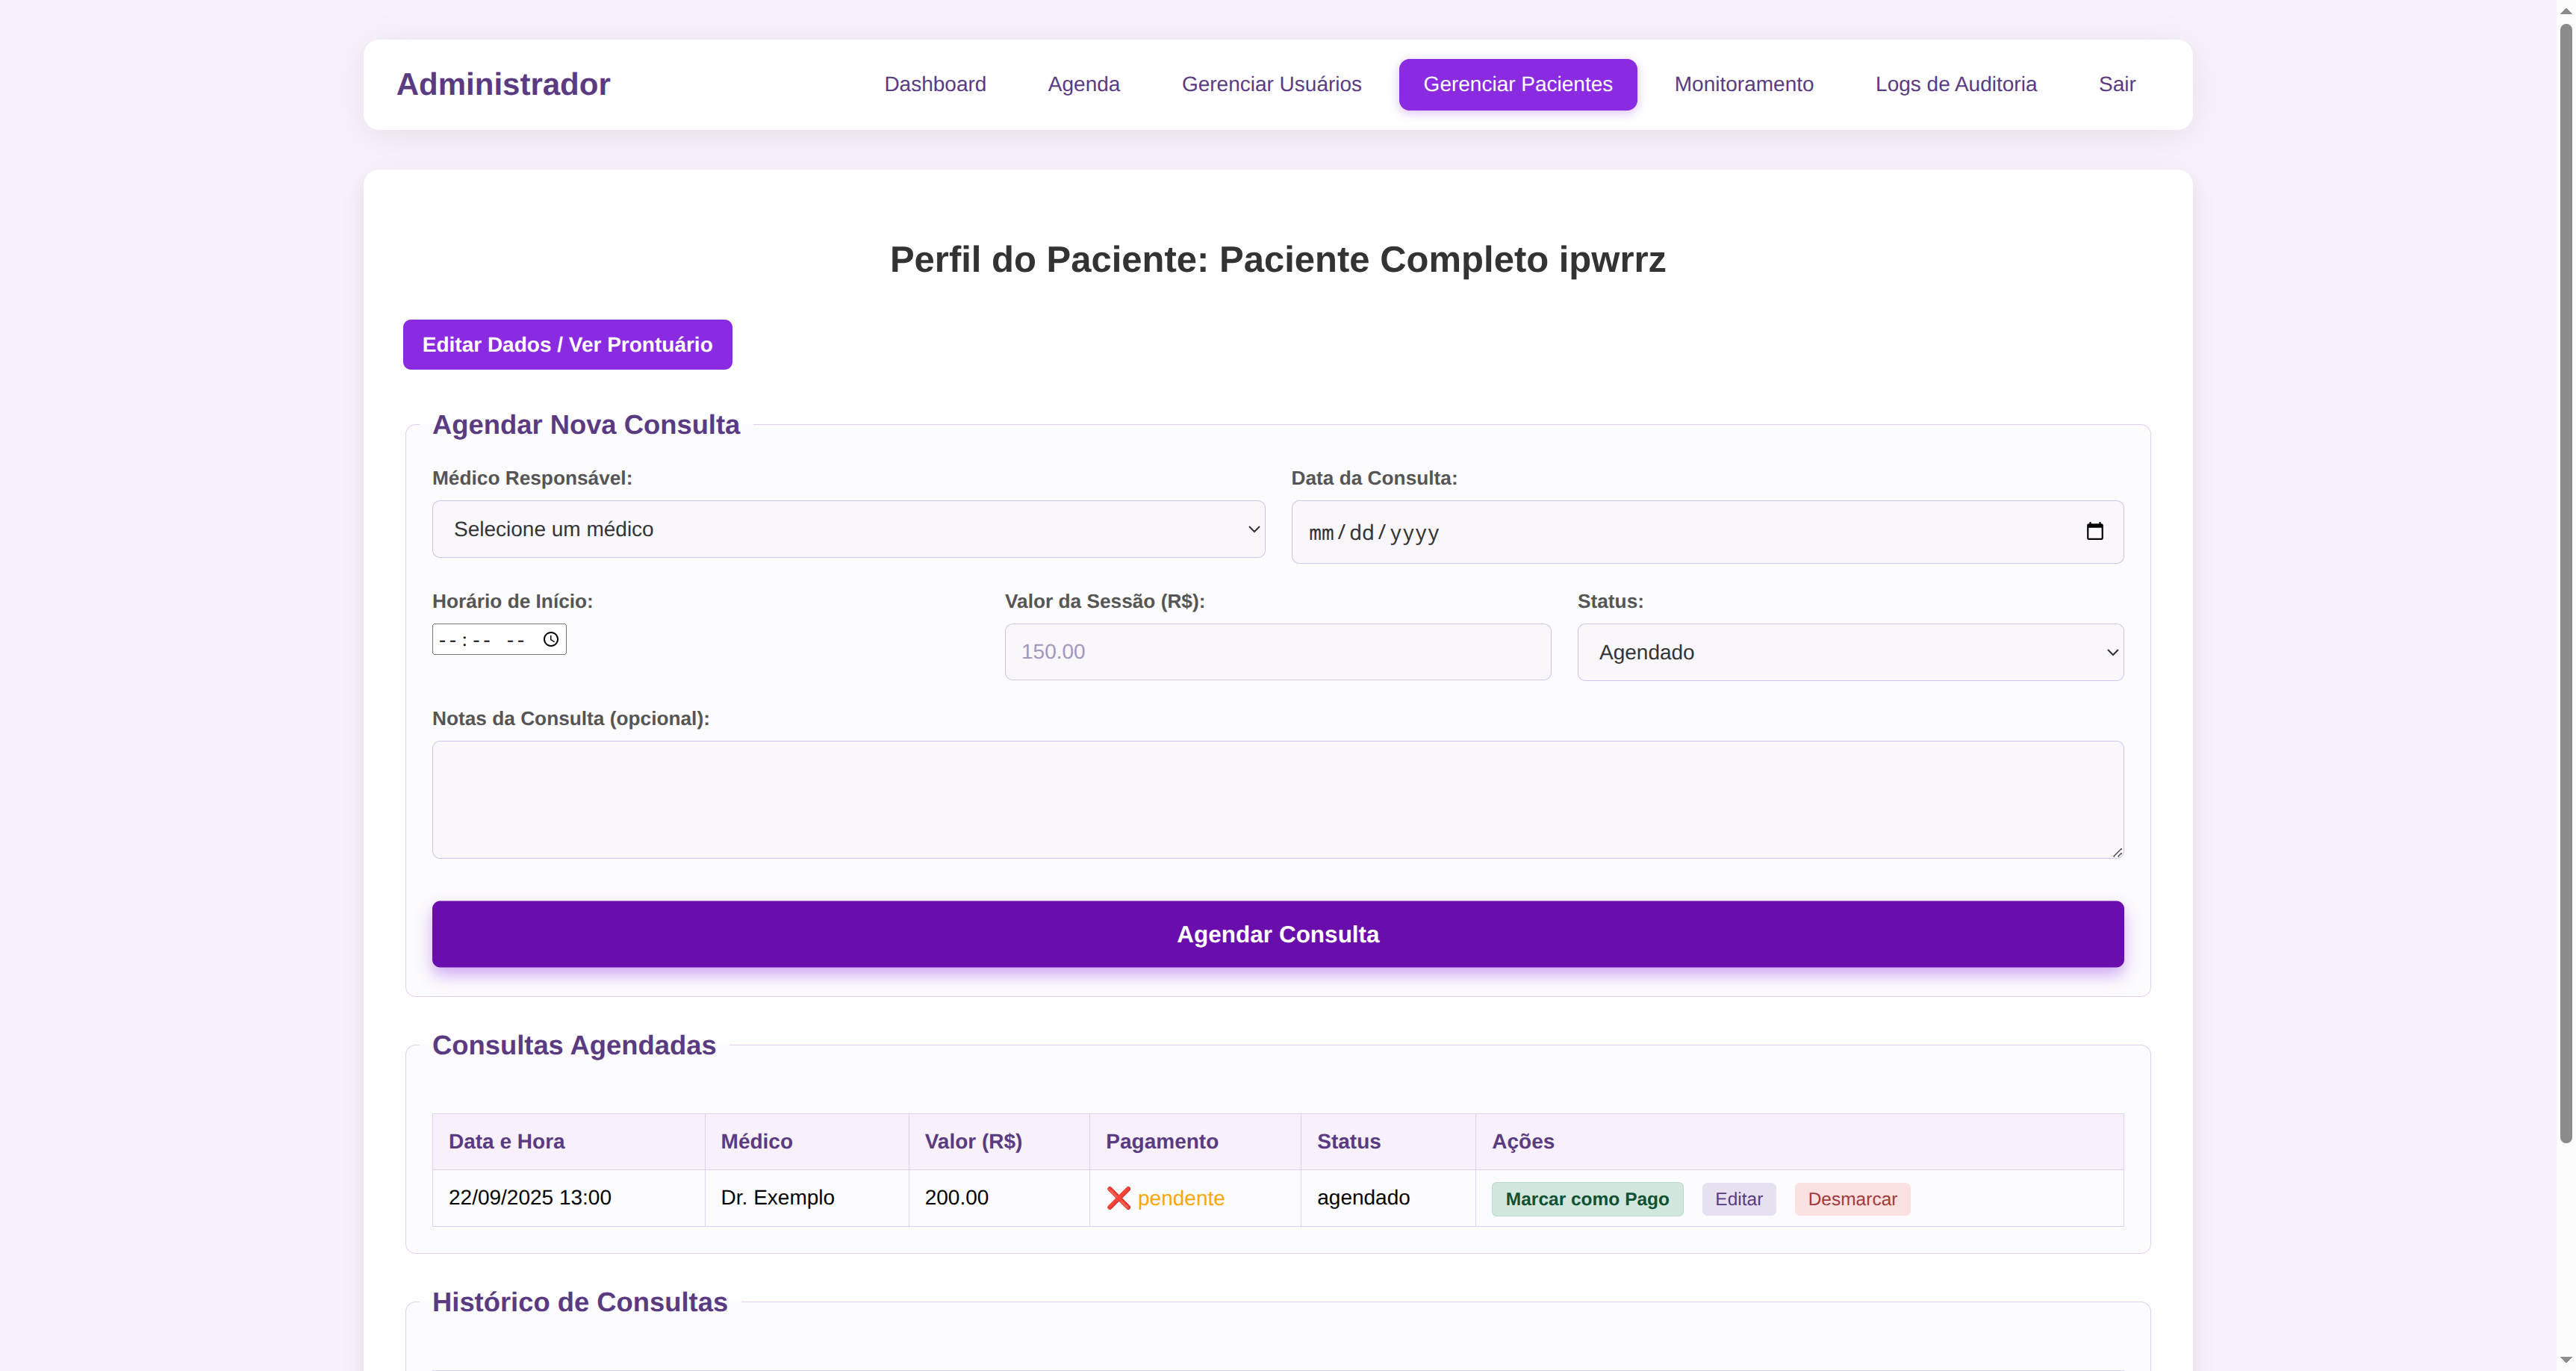 Administrador
Dashboard
Agenda
Gerenciar Usuários
Gerenciar Pacientes
Monitoramento
Logs de Auditoria
Sair
Perfil do Paciente: Paciente Completo ipwrrz
Editar Dados / Ver Prontuário
Agendar Nova Consulta
Médico Responsável:
Data da Consulta:
Selecione um médico
mm/dd/yyyy
Horário de Início:
Valor da Sessão (R$):
Status:
--:-- --
150.00
Agendado
Notas da Consulta (opcional):
Agendar Consulta
Consultas Agendadas
Data e Hora
Médico
Valor (R$)
Pagamento
Status
Ações
22/09/2025 13:00
Dr. Exemplo
200.00
❌ pendente
agendado
Marcar como Pago
Editar
Desmarcar
Histórico de Consultas